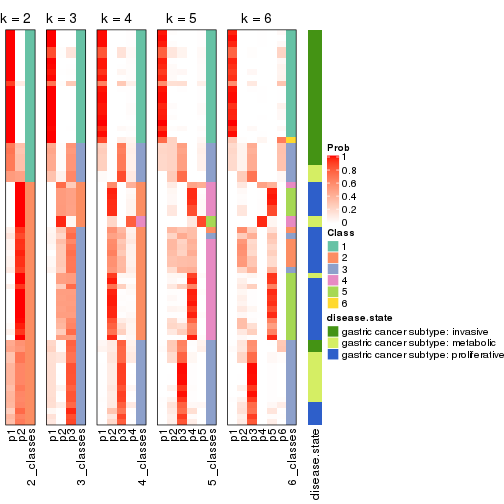 k = 2 k = 3 k = 4 k = 5 k = 6
Prob
1
0.8
0.6
0.4
0.2
0
Class
1
2
3
4
5
6
disease.state
gastric cancer subtype: invasive
gastric cancer subtype: metabolic
gastric cancer subtype: proliferative
p1 p2 2_classes p1 p2 p3 3_classes p1 p2 p3 p4 4_classes p1 p2 p3 p4 p5 5_classes p1 p2 p3 p4 p5 p6 6_classes disease.state